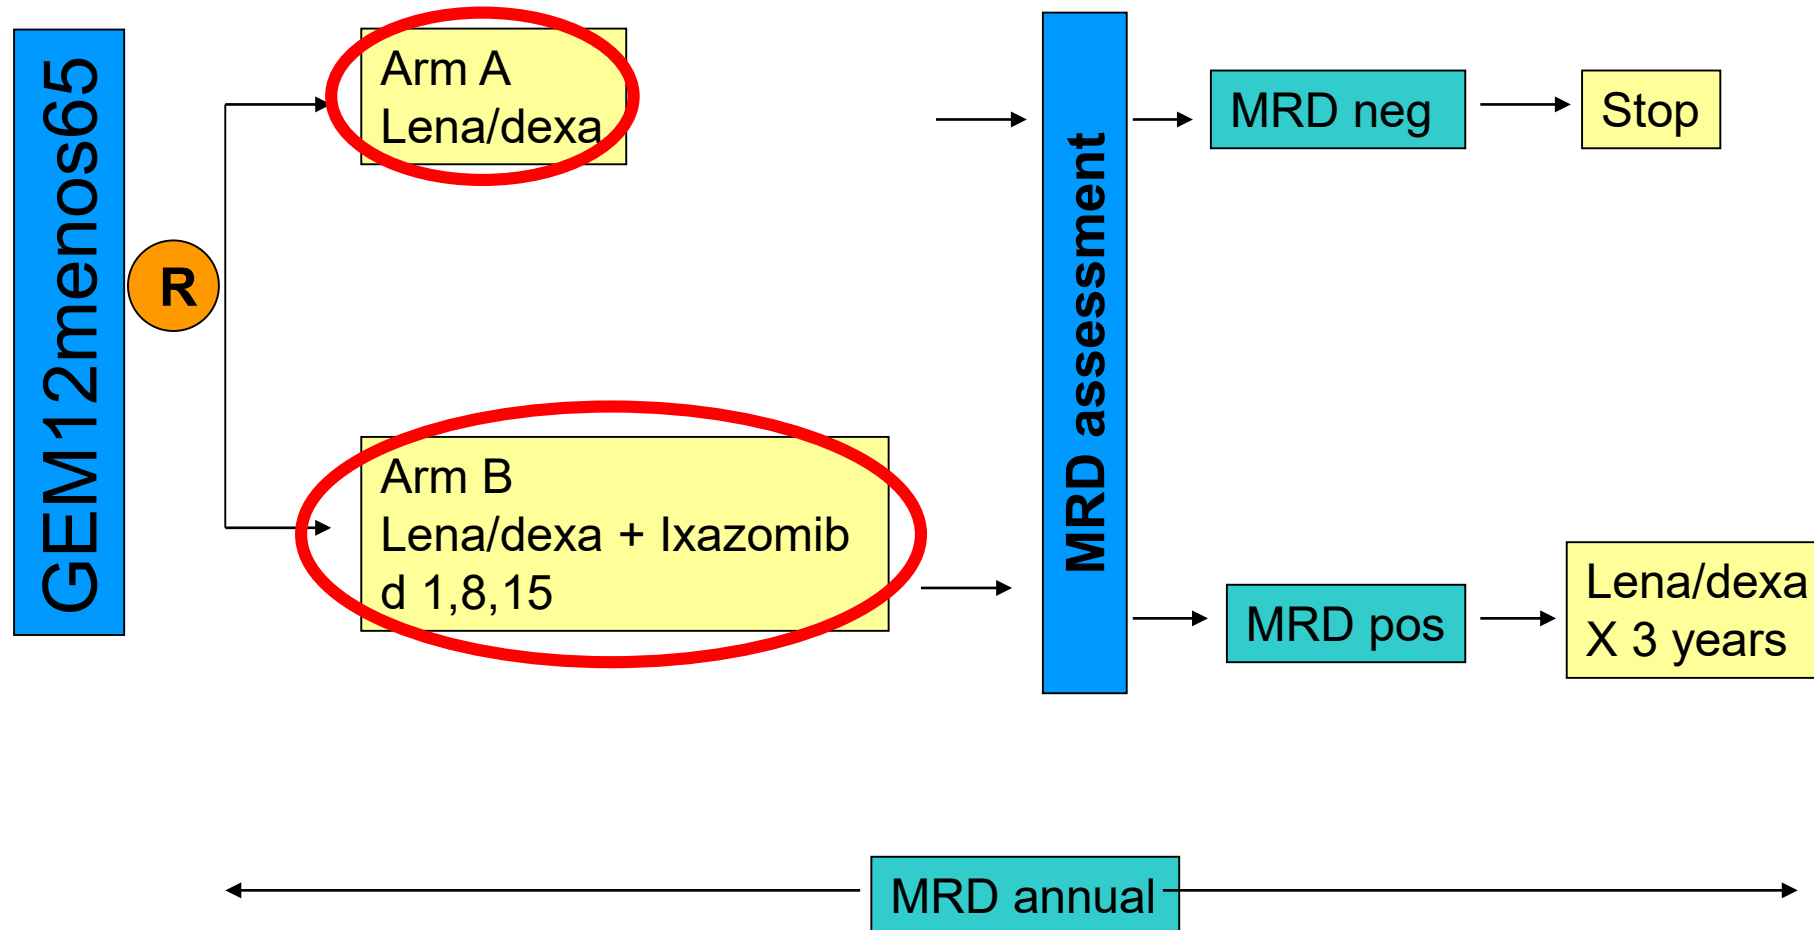 GEM12menos65
R
Arm A
Lena/dexa
Arm B
Lena/dexa + Ixazomib
d 1,8,15
MRD assessment
MRD neg
Stop
MRD pos
Lena/dexa
X 3 years
MRD annual